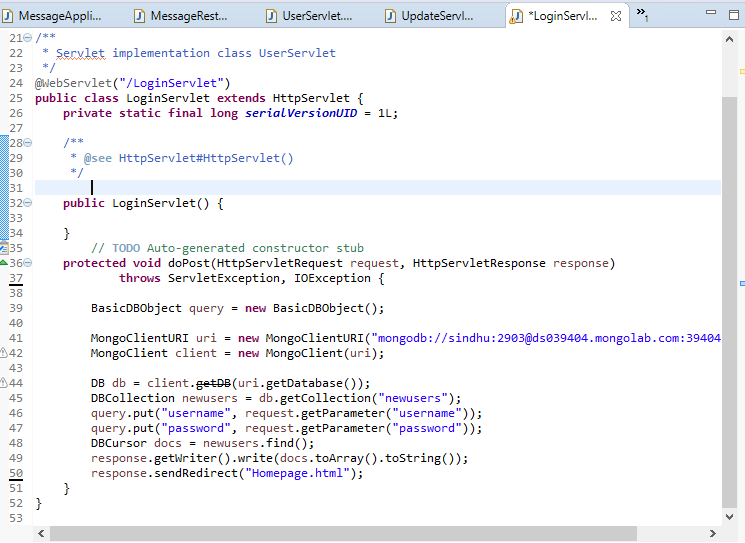 MessageAppli... MessageRest... UserServlet.... UpdateServl... *LoginServl... »1
21 /**
22 * Servlet implementation class UserServlet
23 */
24 @WebServlet("/LoginServlet")
25 public class LoginServlet extends HttpServlet {
26 private static final long serialVersionUID = 1L;
27
28 /**
29 * @see HttpServlet#HttpServlet()
30 */
31
32 public LoginServlet() {
33
34 }
35 // TODO Auto-generated constructor stub
36 protected void doPost(HttpServletRequest request, HttpServletResponse response)
37 throws ServletException, IOException {
38
39 BasicDBObject query = new BasicDBObject();
40
41 MongoClientURI uri = new MongoClientURI("mongodb://sindhu:2903@ds039404.mongolab.com:39404
42 MongoClient client = new MongoClient(uri);
43
44 DB db = client.getDB(uri.getDatabase());
45 DBCollection newusers = db.getCollection("newusers");
46 query.put("username", request.getParameter("username"));
47 query.put("password", request.getParameter("password"));
48 DBCursor docs = newusers.find();
49 response.getWriter().write(docs.toArray().toString());
50 response.sendRedirect("Homepage.html");
51 }
52 }
53